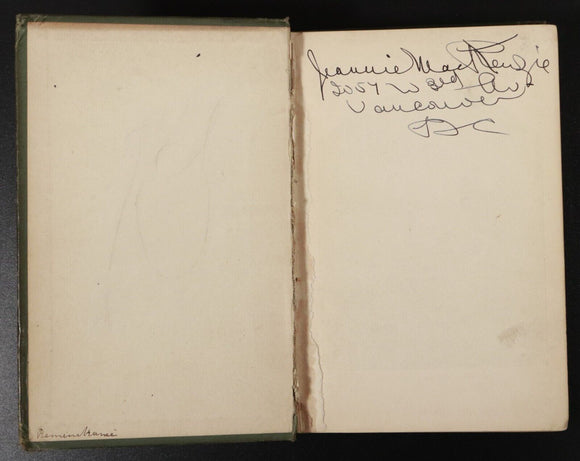 Jeannie MacKenzie
2057 W 3rd Av.
Vancouver
BC